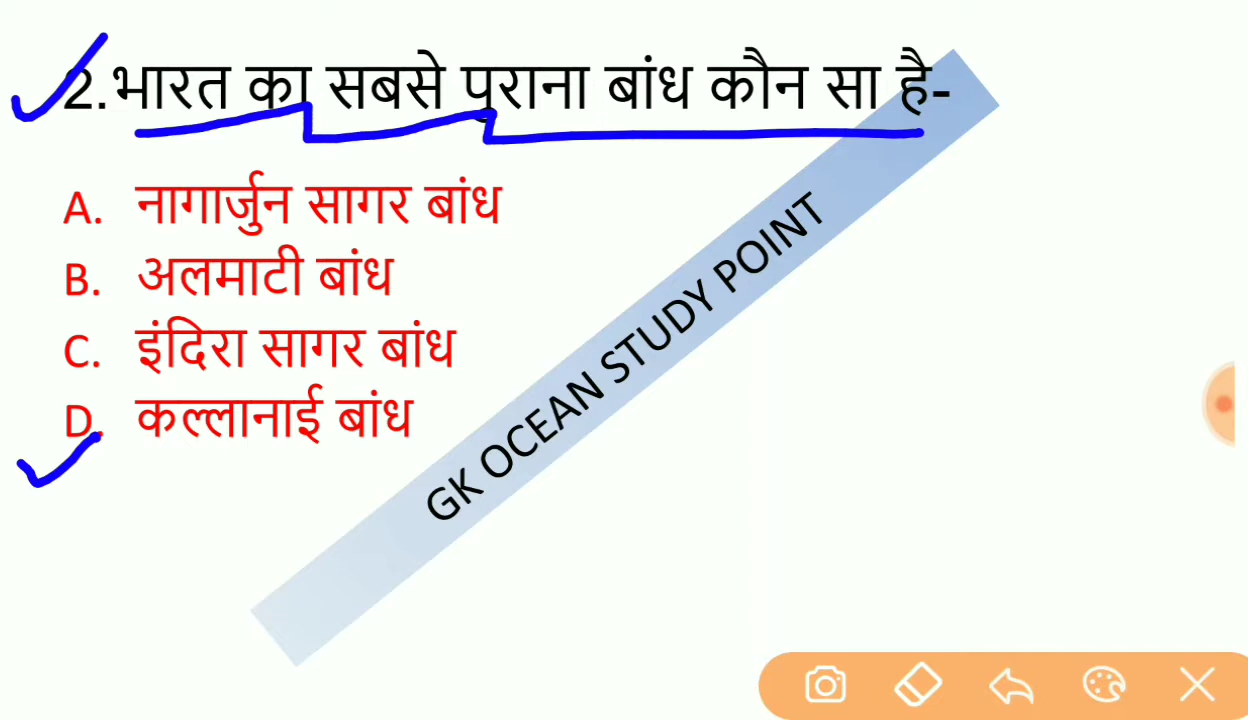 2.भारत का सबसे पुराना बांध कौन सा है-
A. नागार्जुन सागर बांध
B. अलमाटी बांध
C. इंदिरा सागर बांध
D. कल्लानाई बांध
GK OCEAN STUDY POINT